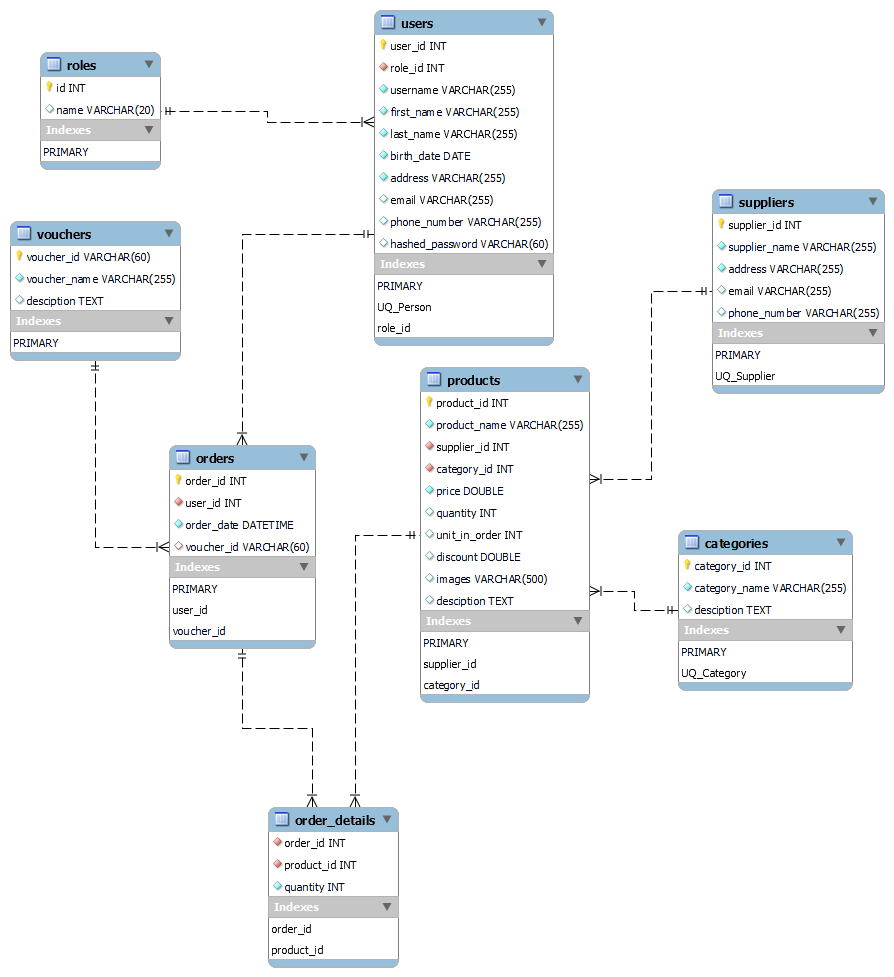 users
user_id INT
role_id INT
username VARCHAR(255)
first_name VARCHAR(255)
last_name VARCHAR(255)
birth_date DATE
address VARCHAR(255)
email VARCHAR(255)
phone_number VARCHAR(255)
hashed_password VARCHAR(60)
Indexes
PRIMARY
UQ_Person
role_id
roles
id INT
name VARCHAR(20)
Indexes
PRIMARY
vouchers
voucher_id VARCHAR(60)
voucher_name VARCHAR(255)
desciption TEXT
Indexes
PRIMARY
suppliers
supplier_id INT
supplier_name VARCHAR(255)
address VARCHAR(255)
email VARCHAR(255)
phone_number VARCHAR(255)
Indexes
PRIMARY
UQ_Supplier
products
product_id INT
product_name VARCHAR(255)
supplier_id INT
category_id INT
price DOUBLE
quantity INT
unit_in_order INT
discount DOUBLE
images VARCHAR(500)
desciption TEXT
Indexes
PRIMARY
supplier_id
category_id
orders
order_id INT
user_id INT
order_date DATETIME
voucher_id VARCHAR(60)
Indexes
PRIMARY
user_id
voucher_id
categories
category_id INT
category_name VARCHAR(255)
desciption TEXT
Indexes
PRIMARY
UQ_Category
order_details
order_id INT
product_id INT
quantity INT
Indexes
order_id
product_id